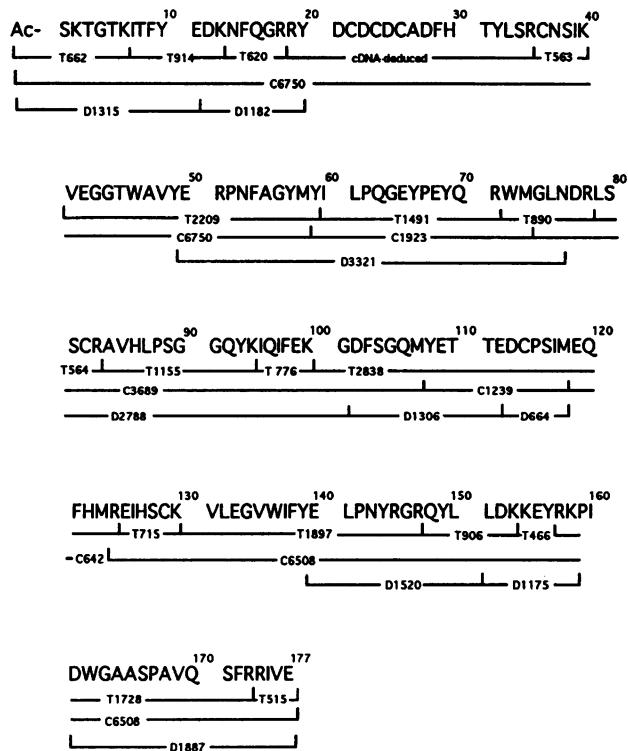 10 20 30 40
Ac- SKTGTKITFY EDKNFQGRRY DCDCDCADFH TYLSRCNSIK
T662 T914 T620 cDNA-deduced T563
C6750
D1315 D1182
50 60 70 80
VEGGTWAVYE RPNFAGYMYI LPQGEYPEYQ RWMGLNDRLS
T2209 T1491 T890
C6750 C1923
D3321
90 100 110 120
SCRAVHLPSG GQYKIQIFEK GDFSGQMYET TEDCPSIMEQ
T564 T1155 T776 T2838
C3689 C1239
D2788 D1306 D664
130 140 150 160
FHMREIHSCK VLEGVWIFYE LPNYRGRQYL LDKKEYRKPI
T715 T1897 T906 T466
C642 C6508
D1520 D1175
170 177
DWGAASPAVQ SFRRIVE
T1728 T515
C6508
D1887